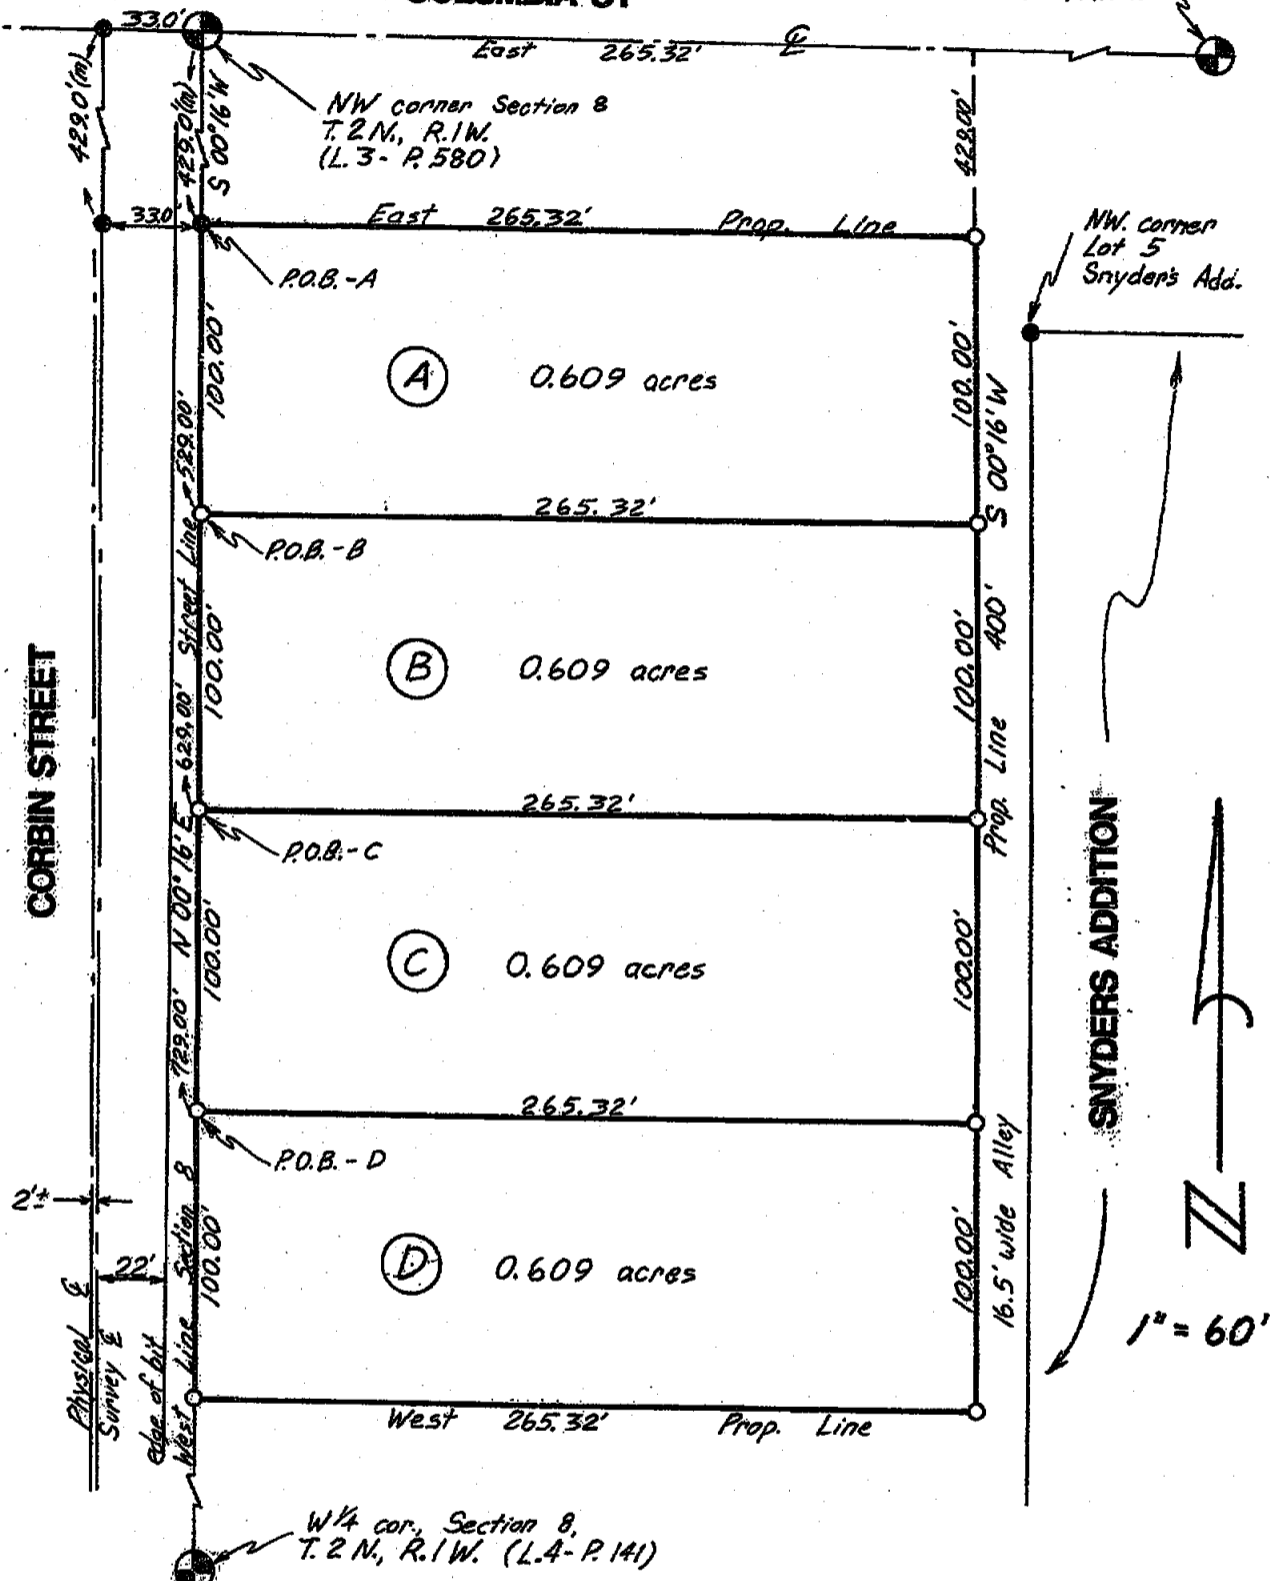 COLUMBIA ST
33.0'
East 265.32' ℄
429.0'(m)
429.0'(m)
S 00°16'W
NW corner Section 8
T. 2 N., R. 1 W.
(L. 3 - P. 580)
429.00'
33.0'
East 265.32' Prop. Line
NW. corner
Lot 5
Snyder's Add.
P.O.B. - A
100.00'
A 0.609 acres
100.00'
S 00°16'W
529.00'
265.32'
P.O.B. - B
Street Line
100.00'
B 0.609 acres
100.00'
400'
Prop. Line
CORBIN STREET
629.00'
265.32'
P.O.B. - C
N 00°16'E
100.00'
C 0.609 acres
100.00'
SNYDERS ADDITION
729.00'
265.32'
P.O.B. - D
2'±
22'
100.00'
D 0.609 acres
100.00'
16.5' wide Alley
N
1" = 60'
Physical ℄
Survey ℄
edge of bit
West Line Section 8
West 265.32' Prop. Line
W 1/4 cor., Section 8,
T. 2 N., R. 1 W. (L. 4 - P. 141)